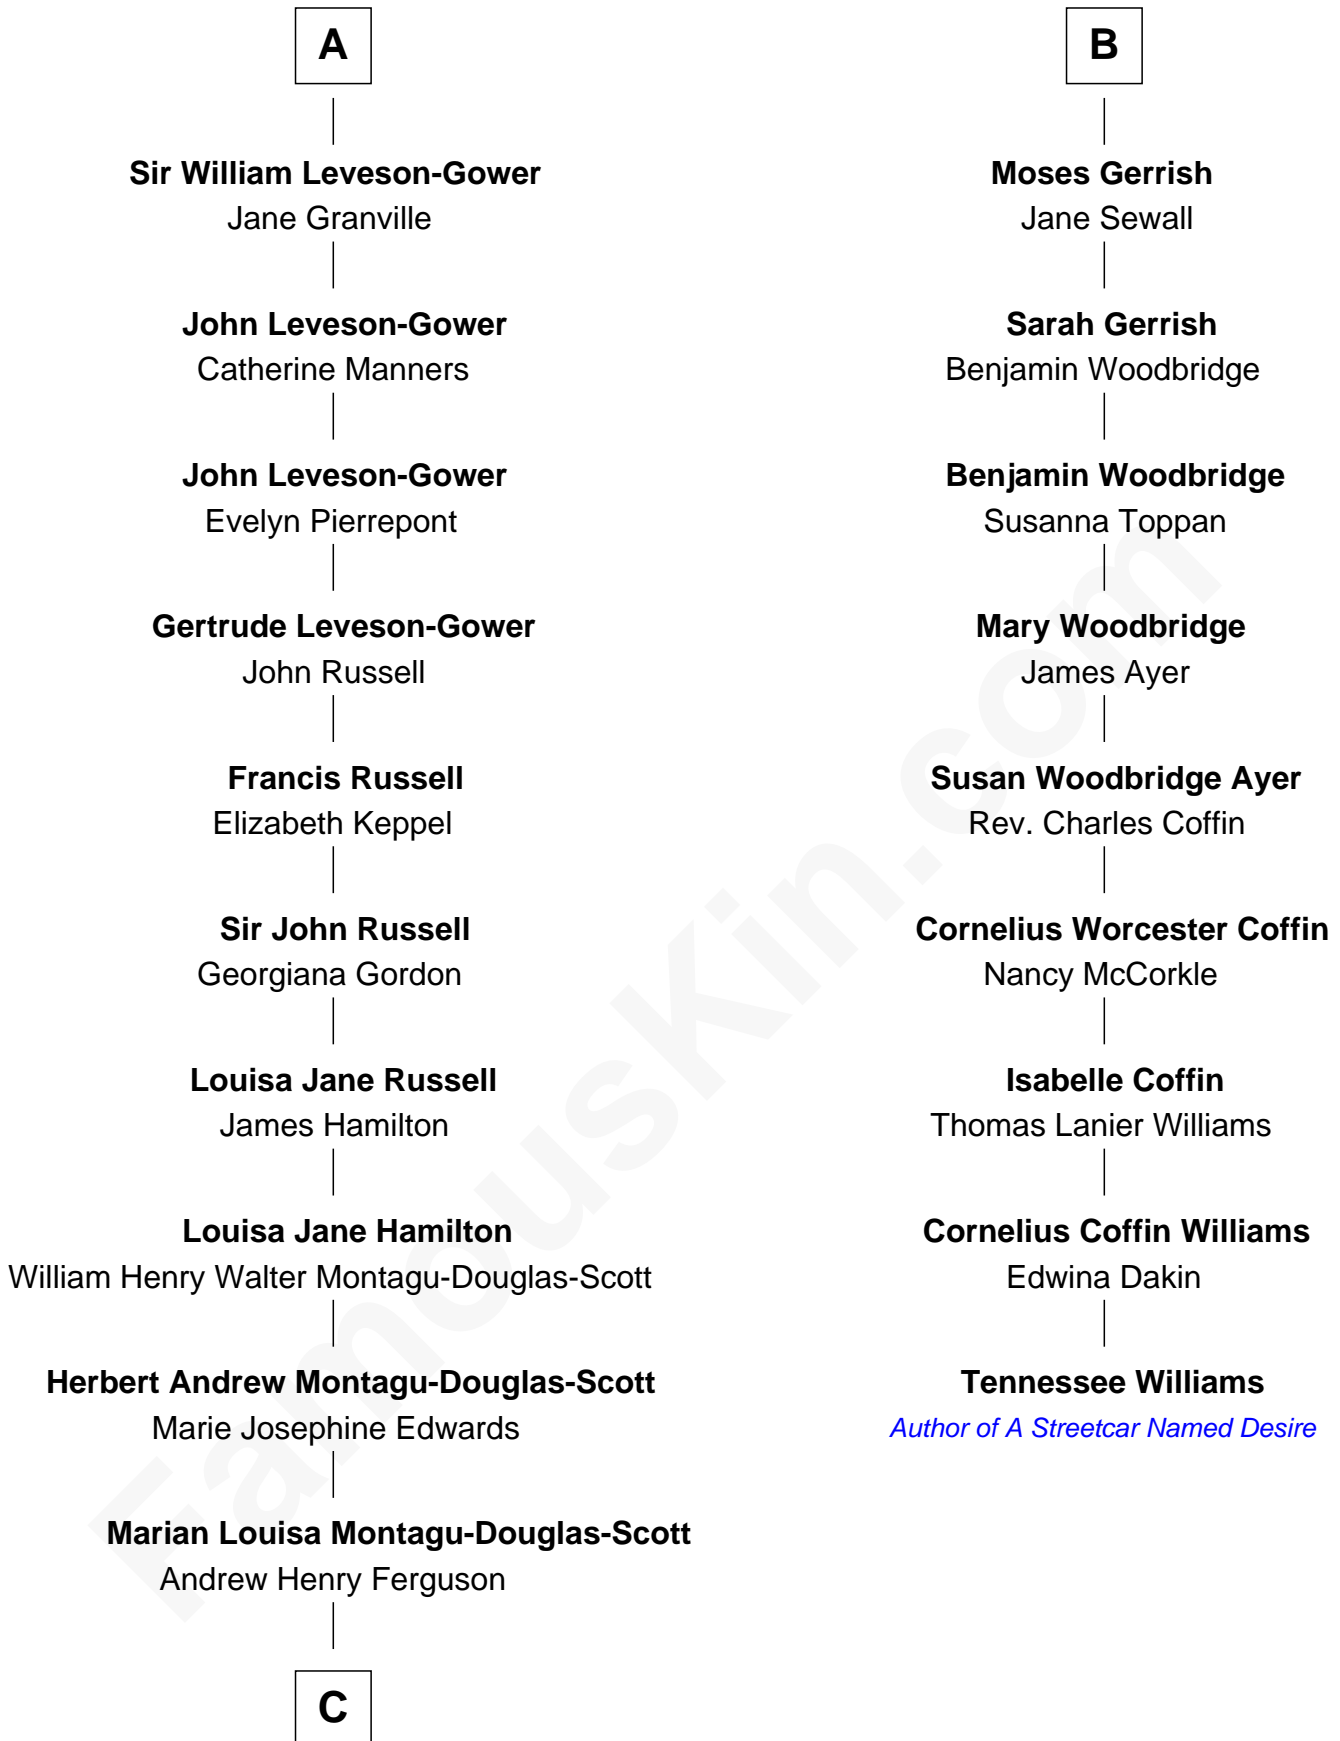 A
Sir William Leveson-Gower
Jane Granville
John Leveson-Gower
Catherine Manners
John Leveson-Gower
Evelyn Pierrepont
Gertrude Leveson-Gower
John Russell
Francis Russell
Elizabeth Keppel
Sir John Russell
Georgiana Gordon
Louisa Jane Russell
James Hamilton
Louisa Jane Hamilton
William Henry Walter Montagu-Douglas-Scott
Herbert Andrew Montagu-Douglas-Scott
Marie Josephine Edwards
Marian Louisa Montagu-Douglas-Scott
Andrew Henry Ferguson
C
B
Moses Gerrish
Jane Sewall
Sarah Gerrish
Benjamin Woodbridge
Benjamin Woodbridge
Susanna Toppan
Mary Woodbridge
James Ayer
Susan Woodbridge Ayer
Rev. Charles Coffin
Cornelius Worcester Coffin
Nancy McCorkle
Isabelle Coffin
Thomas Lanier Williams
Cornelius Coffin Williams
Edwina Dakin
Tennessee Williams
Author of A Streetcar Named Desire
FamousKin.com